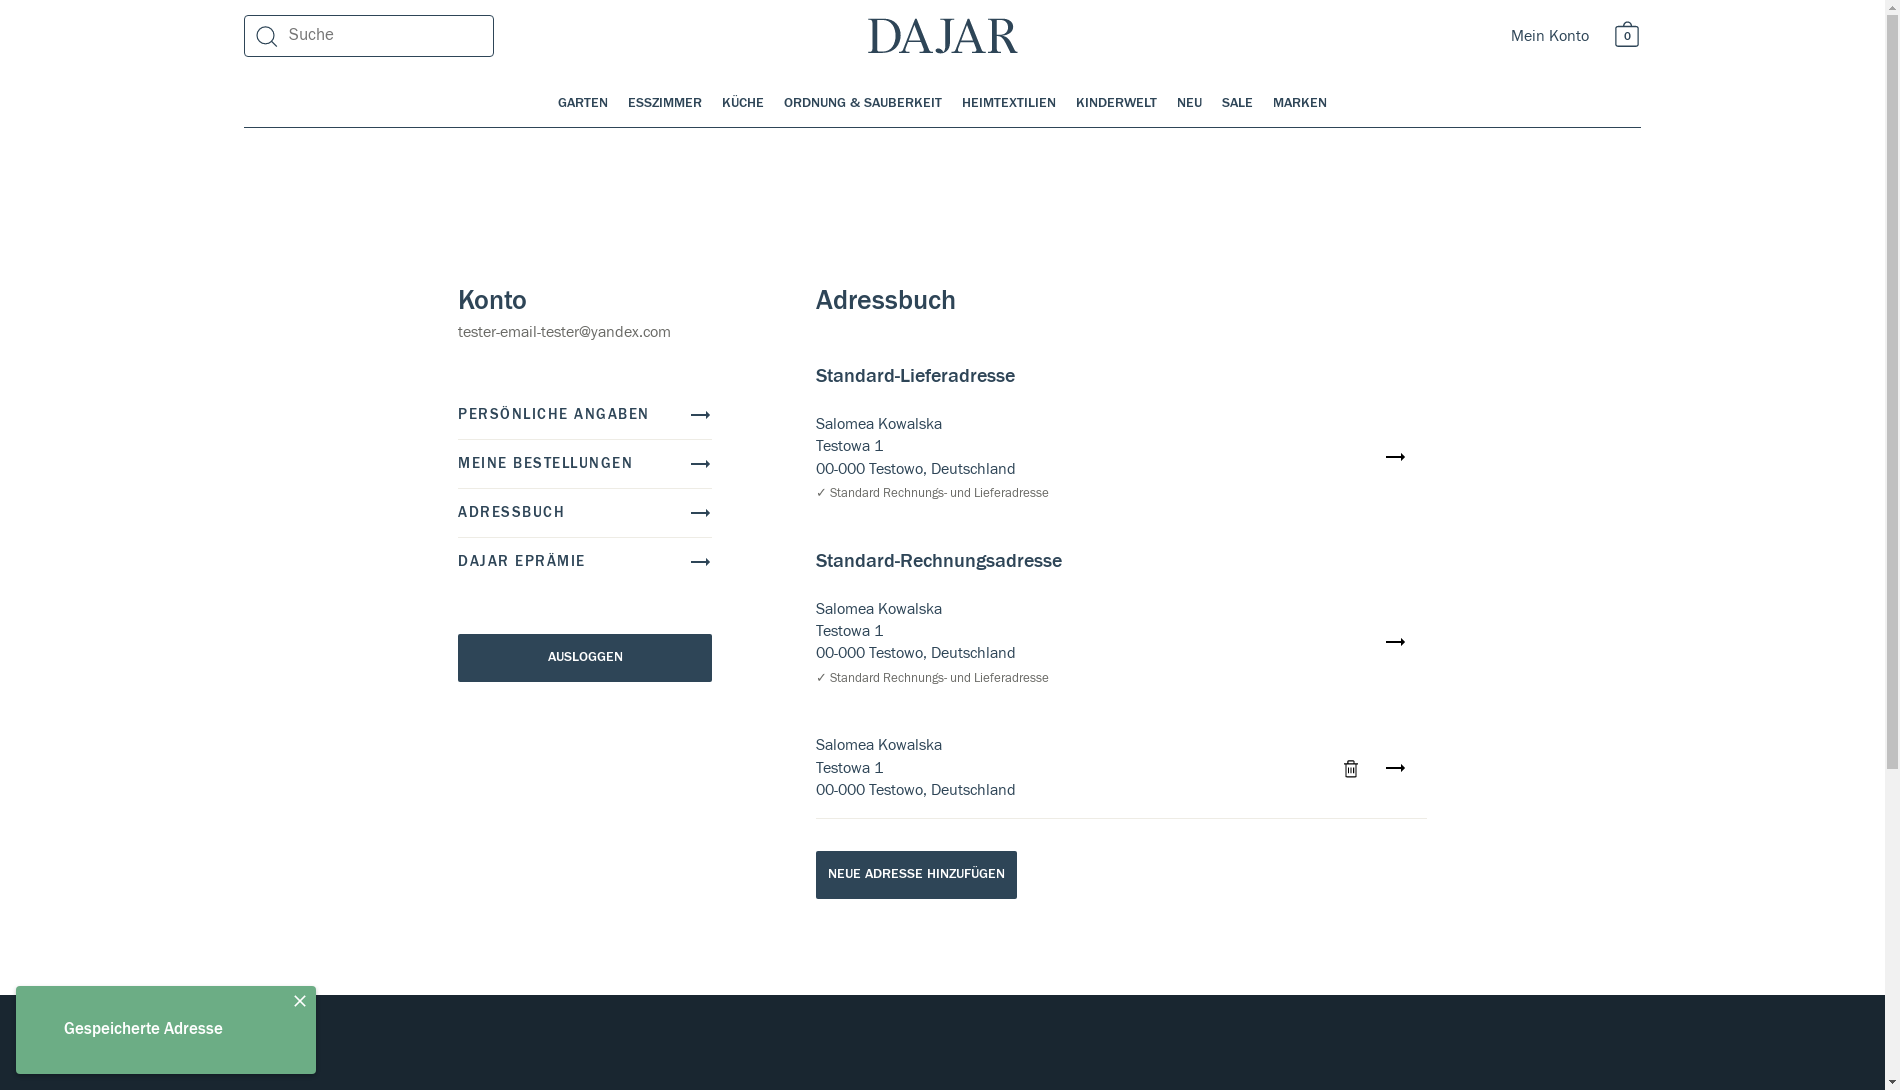 Suche
DAJAR
Mein Konto
0
GARTEN ESSZIMMER KÜCHE ORDNUNG & SAUBERKEIT HEIMTEXTILIEN KINDERWELT NEU SALE MARKEN
Konto
tester-email-tester@yandex.com
PERSÖNLICHE ANGABEN
MEINE BESTELLUNGEN
ADRESSBUCH
DAJAR EPRÄMIE
AUSLOGGEN
Adressbuch
Standard-Lieferadresse
Salomea Kowalska
Testowa 1
00-000 Testowo, Deutschland
✓ Standard Rechnungs- und Lieferadresse
Standard-Rechnungsadresse
Salomea Kowalska
Testowa 1
00-000 Testowo, Deutschland
✓ Standard Rechnungs- und Lieferadresse
Salomea Kowalska
Testowa 1
00-000 Testowo, Deutschland
NEUE ADRESSE HINZUFÜGEN
Gespeicherte Adresse